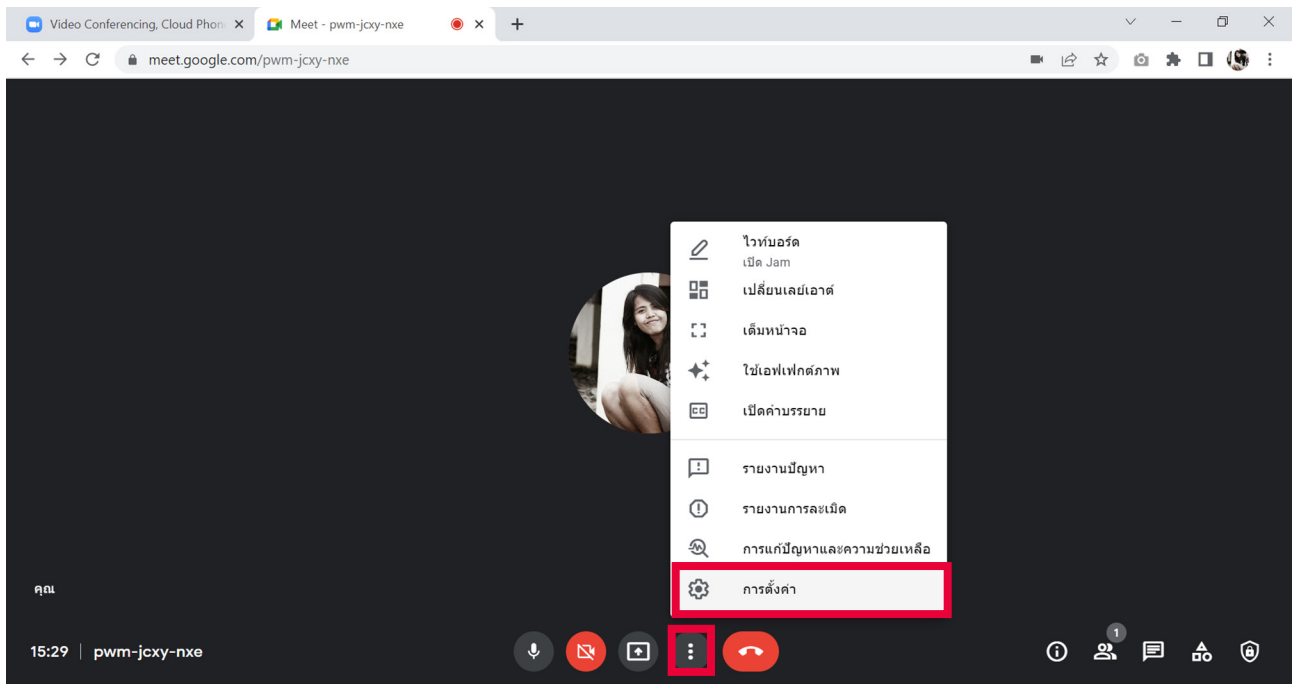 Video Conferencing, Cloud Phon
Meet - pwm-jcxy-nxe
meet.google.com/pwm-jcxy-nxe
ไวท์บอร์ด
เปิด Jam
เปลี่ยนเลย์เอาต์
เต็มหน้าจอ
ใช้เอฟเฟกต์ภาพ
เปิดคำบรรยาย
รายงานปัญหา
รายงานการละเมิด
การแก้ปัญหาและความช่วยเหลือ
การตั้งค่า
คุณ
15:29 | pwm-jcxy-nxe
1